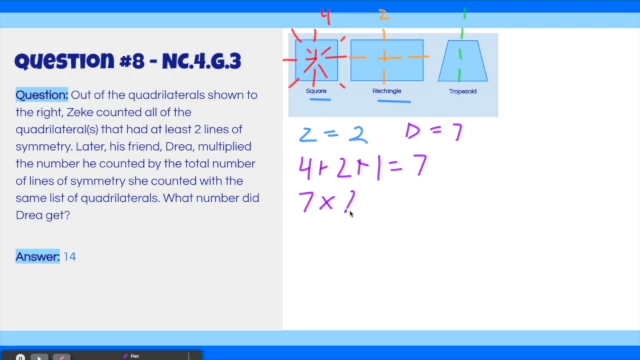 Question #8 - NC.4.G.3
Question: Out of the quadrilaterals shown to
the right, Zeke counted all of the
quadrilateral(s) that had at least 2 lines of
symmetry. Later, his friend, Drea, multiplied
the number he counted by the total number
of lines of symmetry she counted with the
same list of quadrilaterals. What number did
Drea get?
Answer: 14
4 2 1
Square Rectangle Trapezoid
Z = 2 D = 7
4 + 2 + 1 = 7
7 × 2
Pen